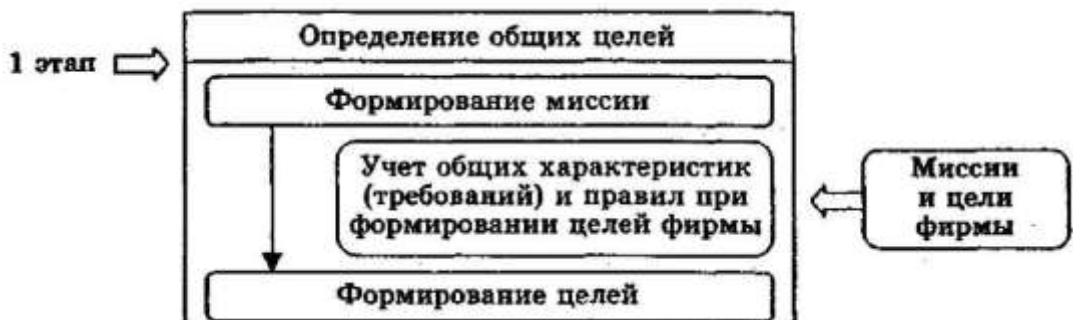 Определение общих целей
1 этап
Формирование миссии
Учет общих характеристик
(требований) и правил при
формировании целей фирмы
Миссии
и цели
фирмы
Формирование целей